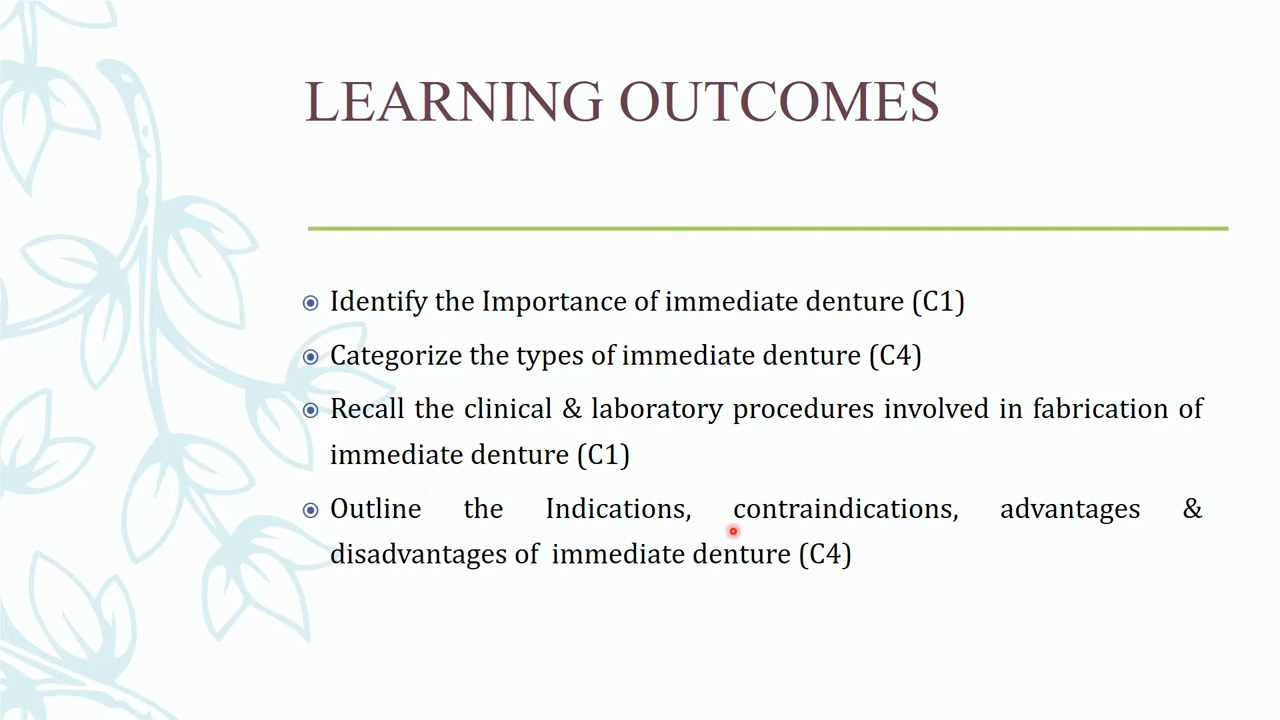 LEARNING OUTCOMES
Identify the Importance of immediate denture (C1)
Categorize the types of immediate denture (C4)
Recall the clinical & laboratory procedures involved in fabrication of
immediate denture (C1)
Outline the Indications, contraindications, advantages &
disadvantages of immediate denture (C4)